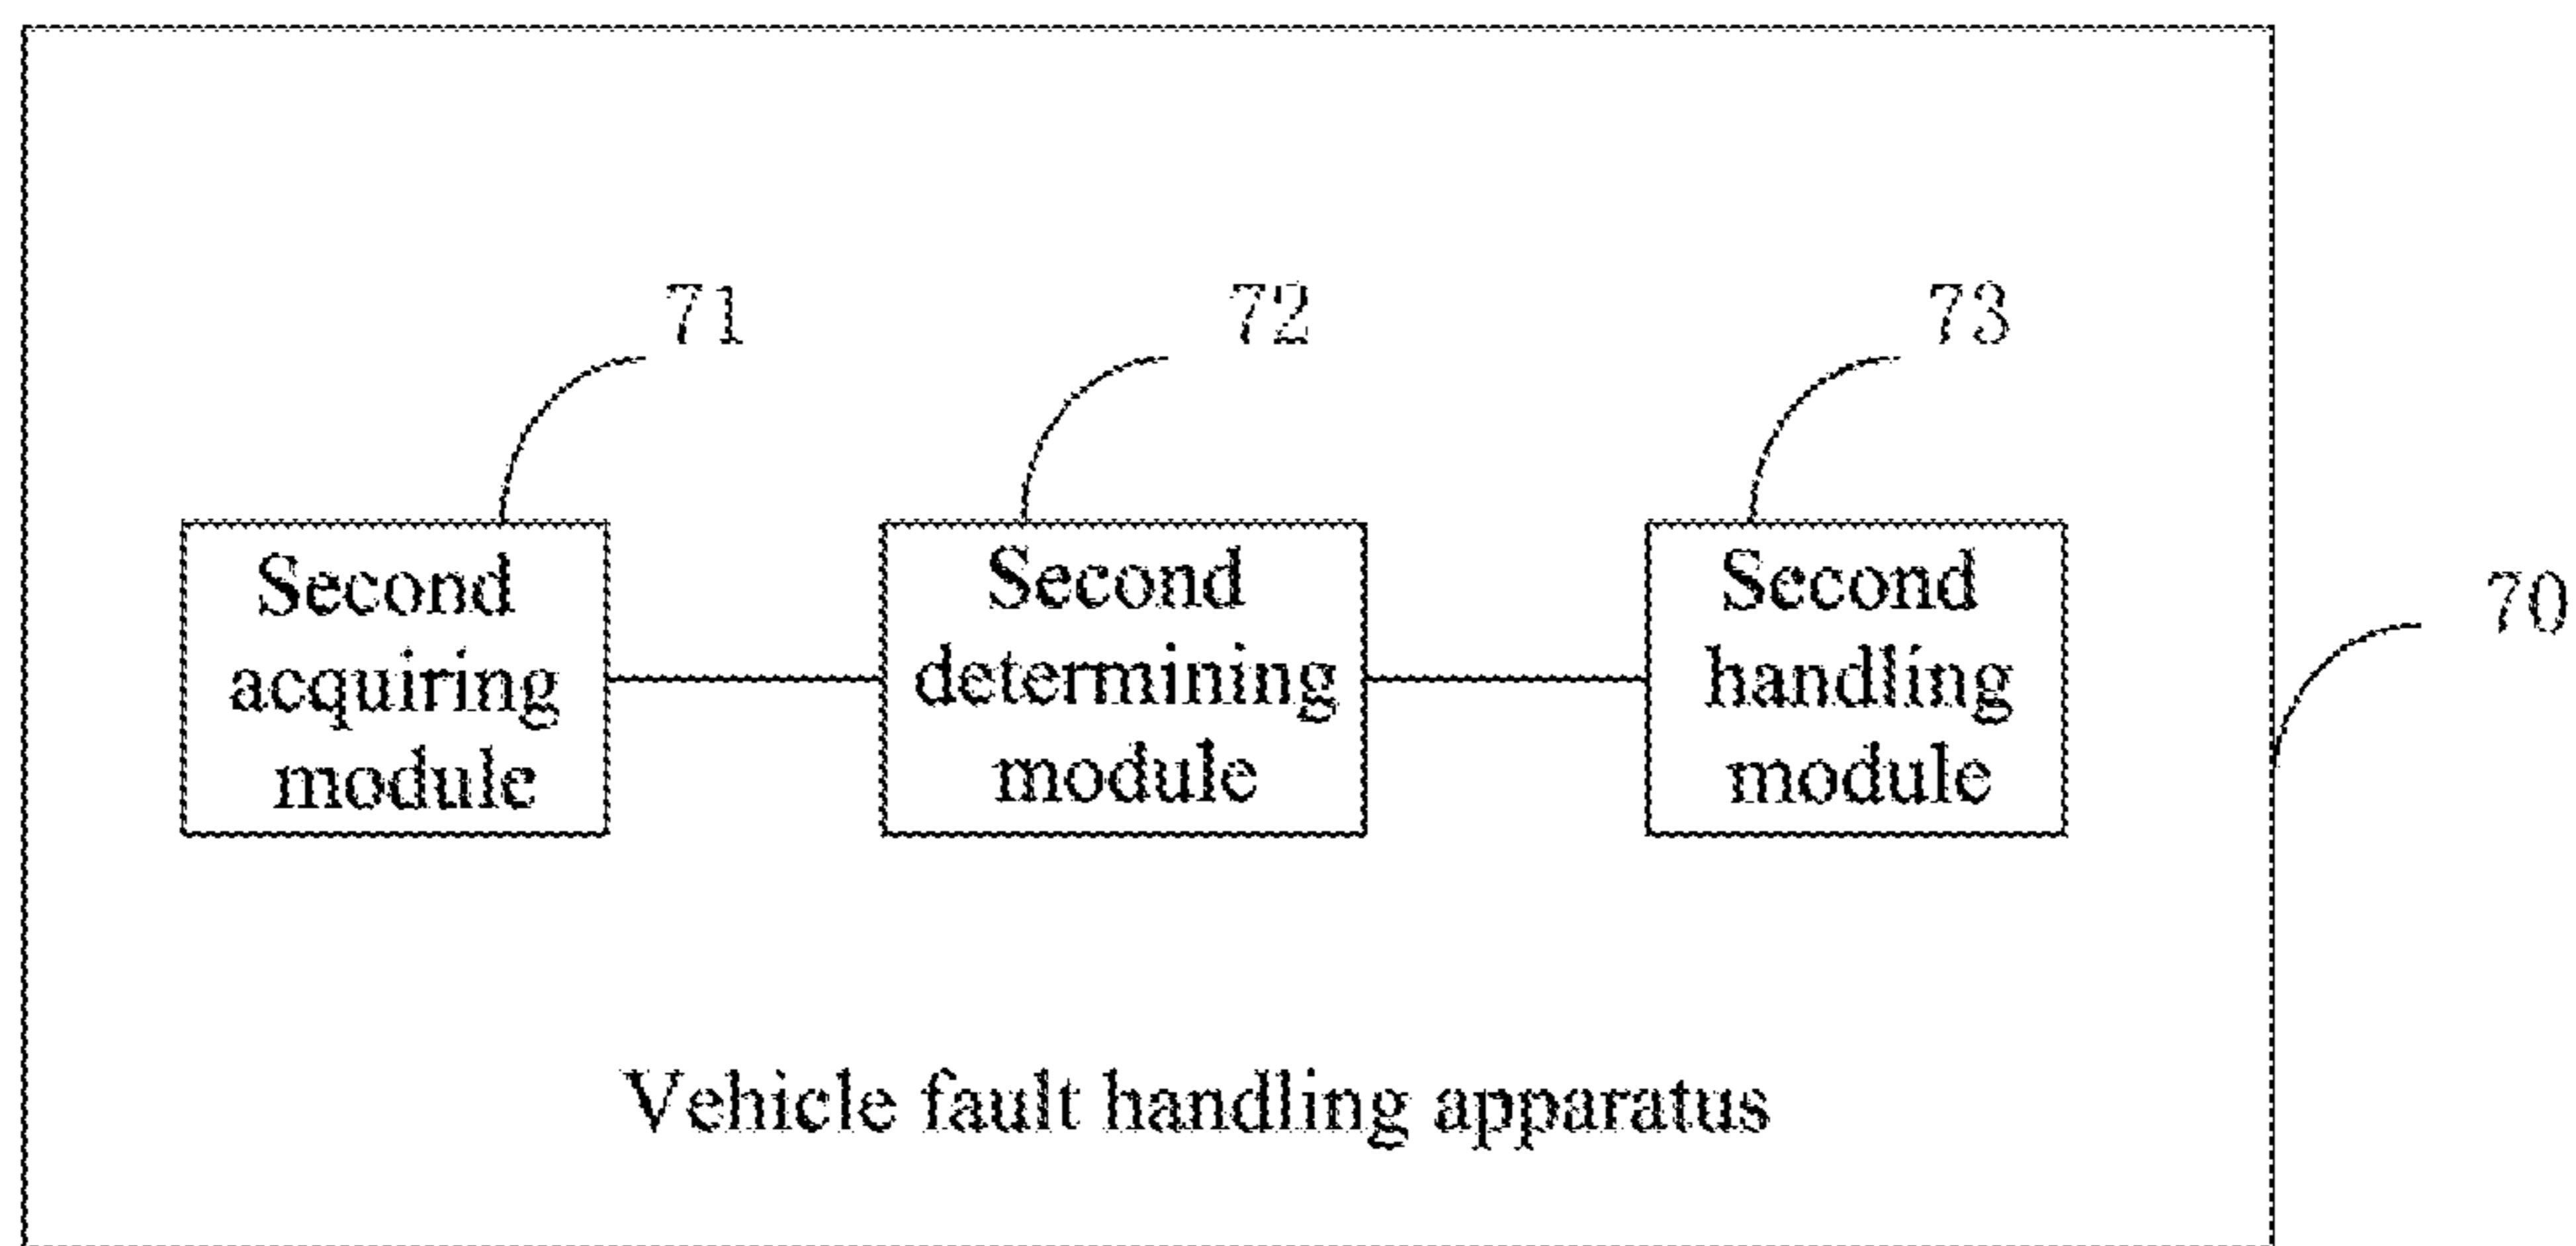 71
72
73
Second
acquiring
module
Second
determining
module
Second
handling
module
70
Vehicle fault handling apparatus